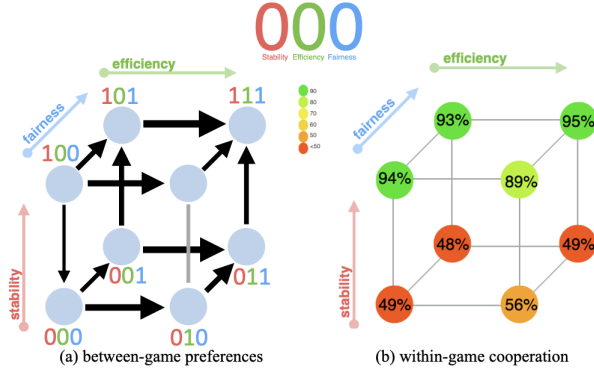 000
Stability Efficiency Fairness
efficiency
fairness
stability
101
111
100
001
011
000
010
(a) between-game preferences
90
80
70
60
50
<50
efficiency
fairness
stability
93%
95%
94%
89%
48%
49%
49%
56%
(b) within-game cooperation